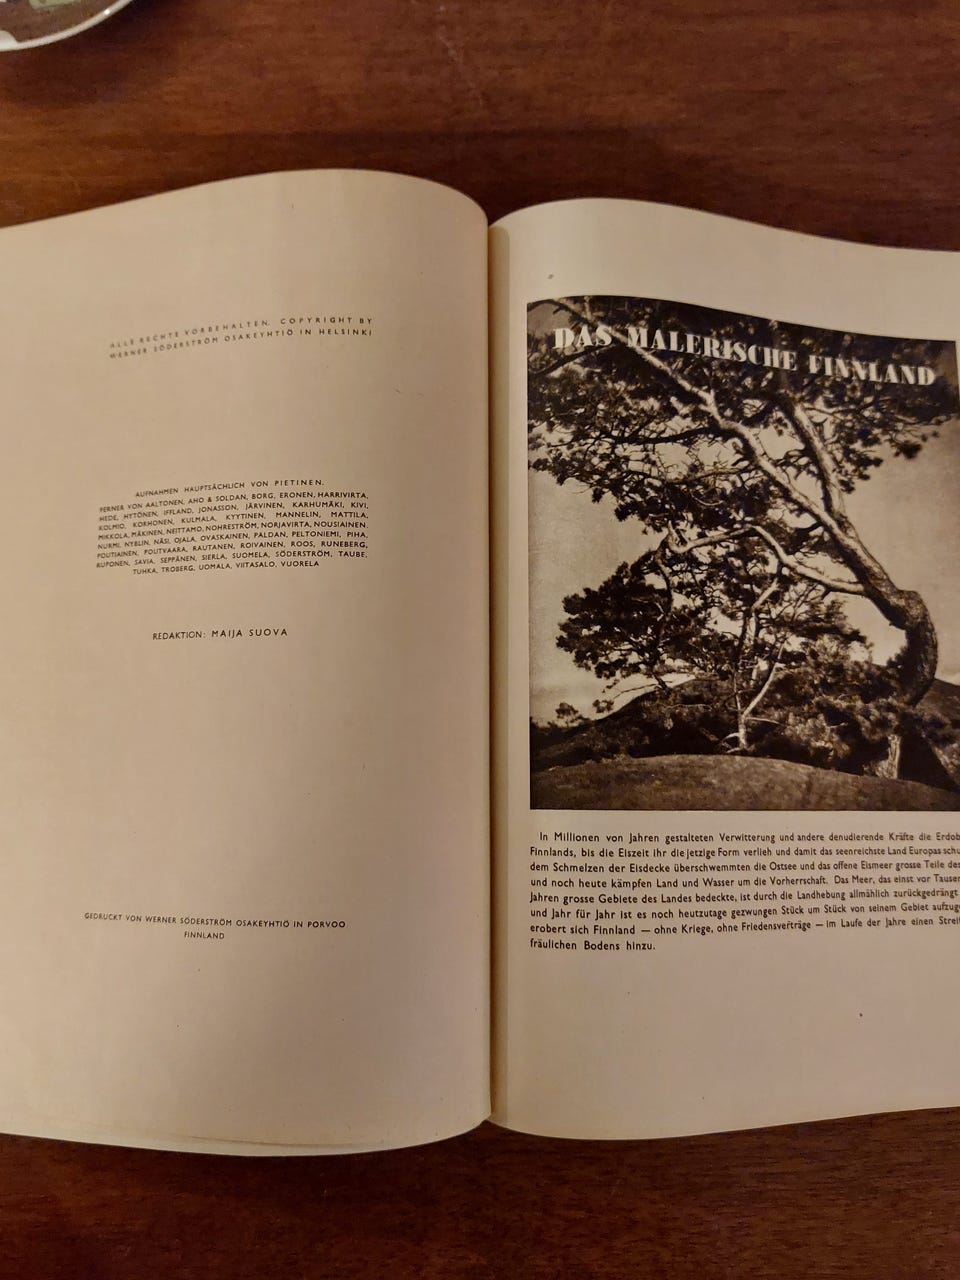 ALLE RECHTE VORBEHALTEN. COPYRIGHT BY
WERNER SÖDERSTRÖM OSAKEYHTIÖ IN HELSINKI
AUFNAHMEN HAUPTSÄCHLICH VON PIETINEN.
FERNER VON AALTONEN, AHO & SOLDAN, BORG, ERONEN, HARRIVIRTA,
HEDE, HYTÖNEN, IFFLAND, JONASSON, JÄRVINEN, KARHUMÄKI, KIVI,
KOLMIO, KORHONEN, KULMALA, KYYTINEN, MANNELIN, MATTILA,
MIKKOLA, MÄKINEN, NEITTAMO, NOHRESTRÖM, NORJAVIRTA, NOUSIAINEN,
NURMI, NYBLIN, NÄSI, OJALA, OVASKAINEN, PALDAN, PELTONIEMI, PIHA,
POUTIAINEN, POUTVAARA, RAUTANEN, ROIVAINEN, ROOS, RUNEBERG,
RUPONEN, SAVIA, SEPPÄNEN, SIERLA, SUOMELA, SÖDERSTRÖM, TAUBE,
TUHKA, TROBERG, UOMALA, VIITASALO, VUORELA
REDAKTION: MAIJA SUOVA
GEDRUCKT VON WERNER SÖDERSTRÖM OSAKEYHTIÖ IN PORVOO
FINNLAND
DAS MALERISCHE FINNLAND
In Millionen von Jahren gestalteten Verwitterung und andere denudierende Kräfte die Erdob
Finnlands, bis die Eiszeit ihr die jetzige Form verlieh und damit das seenreichste Land Europas schu
dem Schmelzen der Eisdecke überschwemmten die Ostsee und das offene Eismeer grosse Teile des
und noch heute kämpfen Land und Wasser um die Vorherrschaft. Das Meer, das einst vor Tausen
Jahren grosse Gebiete des Landes bedeckte, ist durch die Landhebung allmählich zurückgedrängt
und Jahr für Jahr ist es noch heutzutage gezwungen Stück um Stück von seinem Gebiet aufzuge
erobert sich Finnland — ohne Kriege, ohne Friedensverträge — im Laufe der Jahre einen Strei
fräulichen Bodens hinzu.